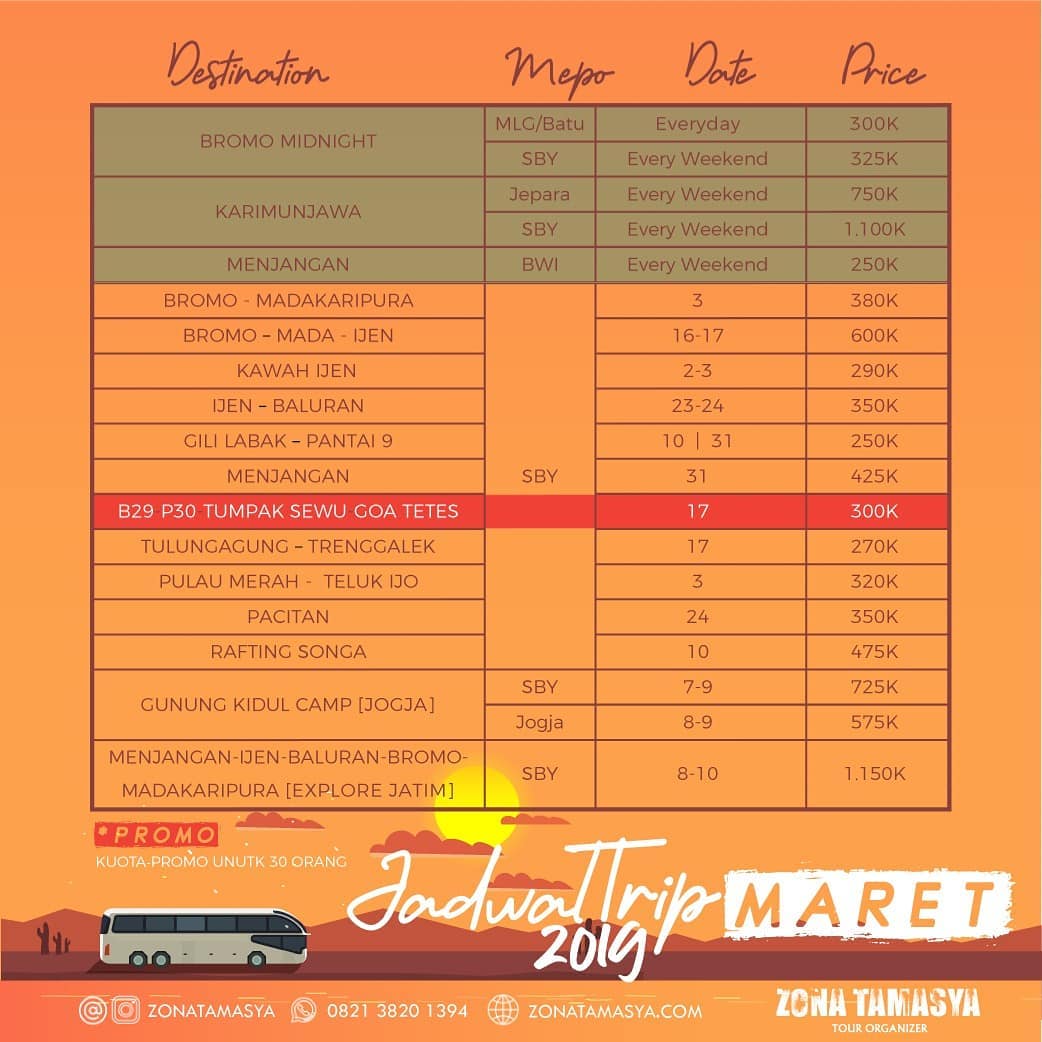 Destination Mepo Date Price
BROMO MIDNIGHT MLG/Batu Everyday 300K
SBY Every Weekend 325K
KARIMUNJAWA Jepara Every Weekend 750K
SBY Every Weekend 1.100K
MENJANGAN BWI Every Weekend 250K
BROMO - MADAKARIPURA 3 380K
BROMO – MADA - IJEN 16-17 600K
KAWAH IJEN 2-3 290K
IJEN – BALURAN 23-24 350K
GILI LABAK – PANTAI 9 10 | 31 250K
MENJANGAN SBY 31 425K
B29-P30-TUMPAK SEWU-GOA TETES 17 300K
TULUNGAGUNG – TRENGGALEK 17 270K
PULAU MERAH - TELUK IJO 3 320K
PACITAN 24 350K
RAFTING SONGA 10 475K
GUNUNG KIDUL CAMP [JOGJA] SBY 7-9 725K
Jogja 8-9 575K
MENJANGAN-IJEN-BALURAN-BROMO-
MADAKARIPURA [EXPLORE JATIM] SBY 8-10 1.150K
*PROMO
KUOTA-PROMO UNUTK 30 ORANG
Jadwal Trip MARET
2019
@ ZONATAMASYA 0821 3820 1394 ZONATAMASYA.COM
ZONA TAMASYA
TOUR ORGANIZER